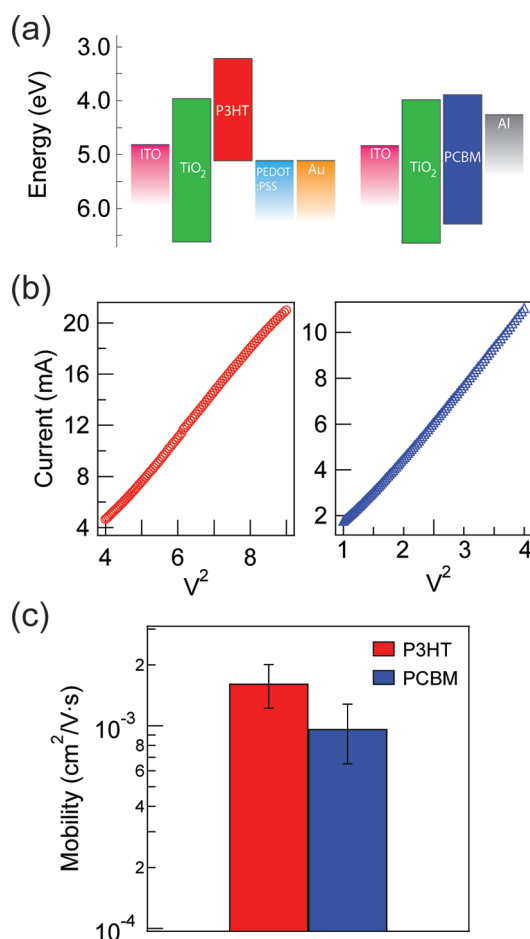 (a)
Energy (eV)
3.0
4.0
5.0
6.0
ITO
TiO2
P3HT
PEDOT
:PSS
Au
ITO
TiO2
PCBM
Al
(b)
Current (mA)
20
16
12
8
4
4
6
8
V²
10
8
6
4
2
1
2
3
4
V²
(c)
Mobility (cm²/V·s)
2
10⁻³
8
6
4
2
10⁻⁴
P3HT
PCBM